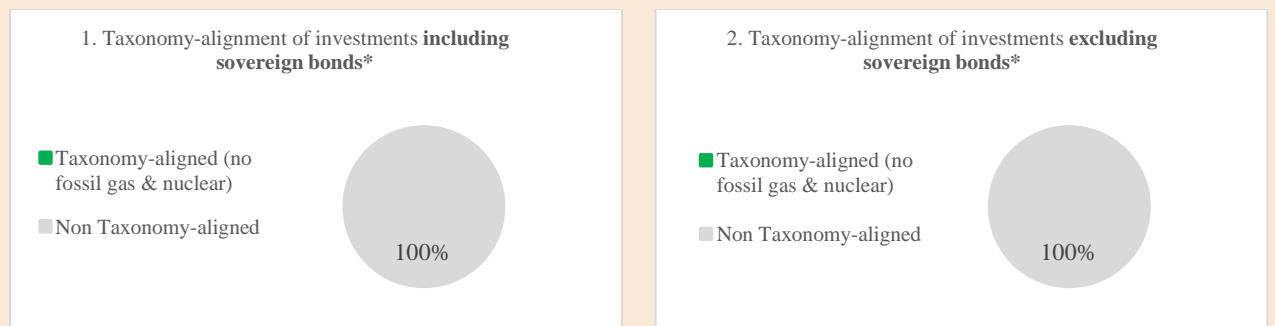 1. Taxonomy-alignment of investments including
sovereign bonds*
Taxonomy-aligned (no
fossil gas & nuclear)
Non Taxonomy-aligned
100%
2. Taxonomy-alignment of investments excluding
sovereign bonds*
Taxonomy-aligned (no
fossil gas & nuclear)
Non Taxonomy-aligned
100%